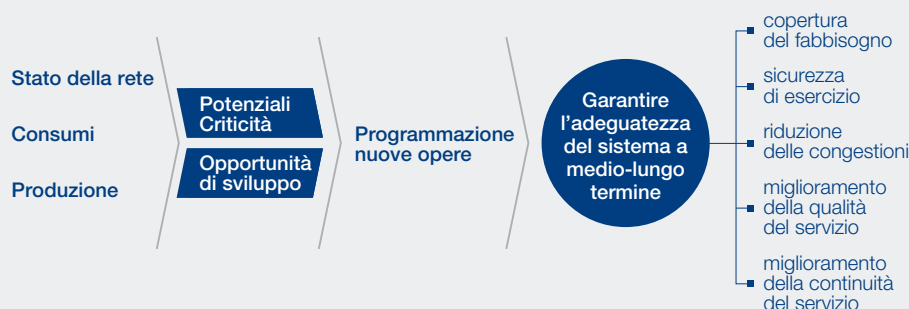 Stato della rete
Consumi
Produzione
Potenziali
Criticità
Opportunità
di sviluppo
Programmazione
nuove opere
Garantire
l'adeguatezza
del sistema a
medio-lungo
termine
copertura
del fabbisogno
sicurezza
di esercizio
riduzione
delle congestioni
miglioramento
della qualità
del servizio
miglioramento
della continuità
del servizio